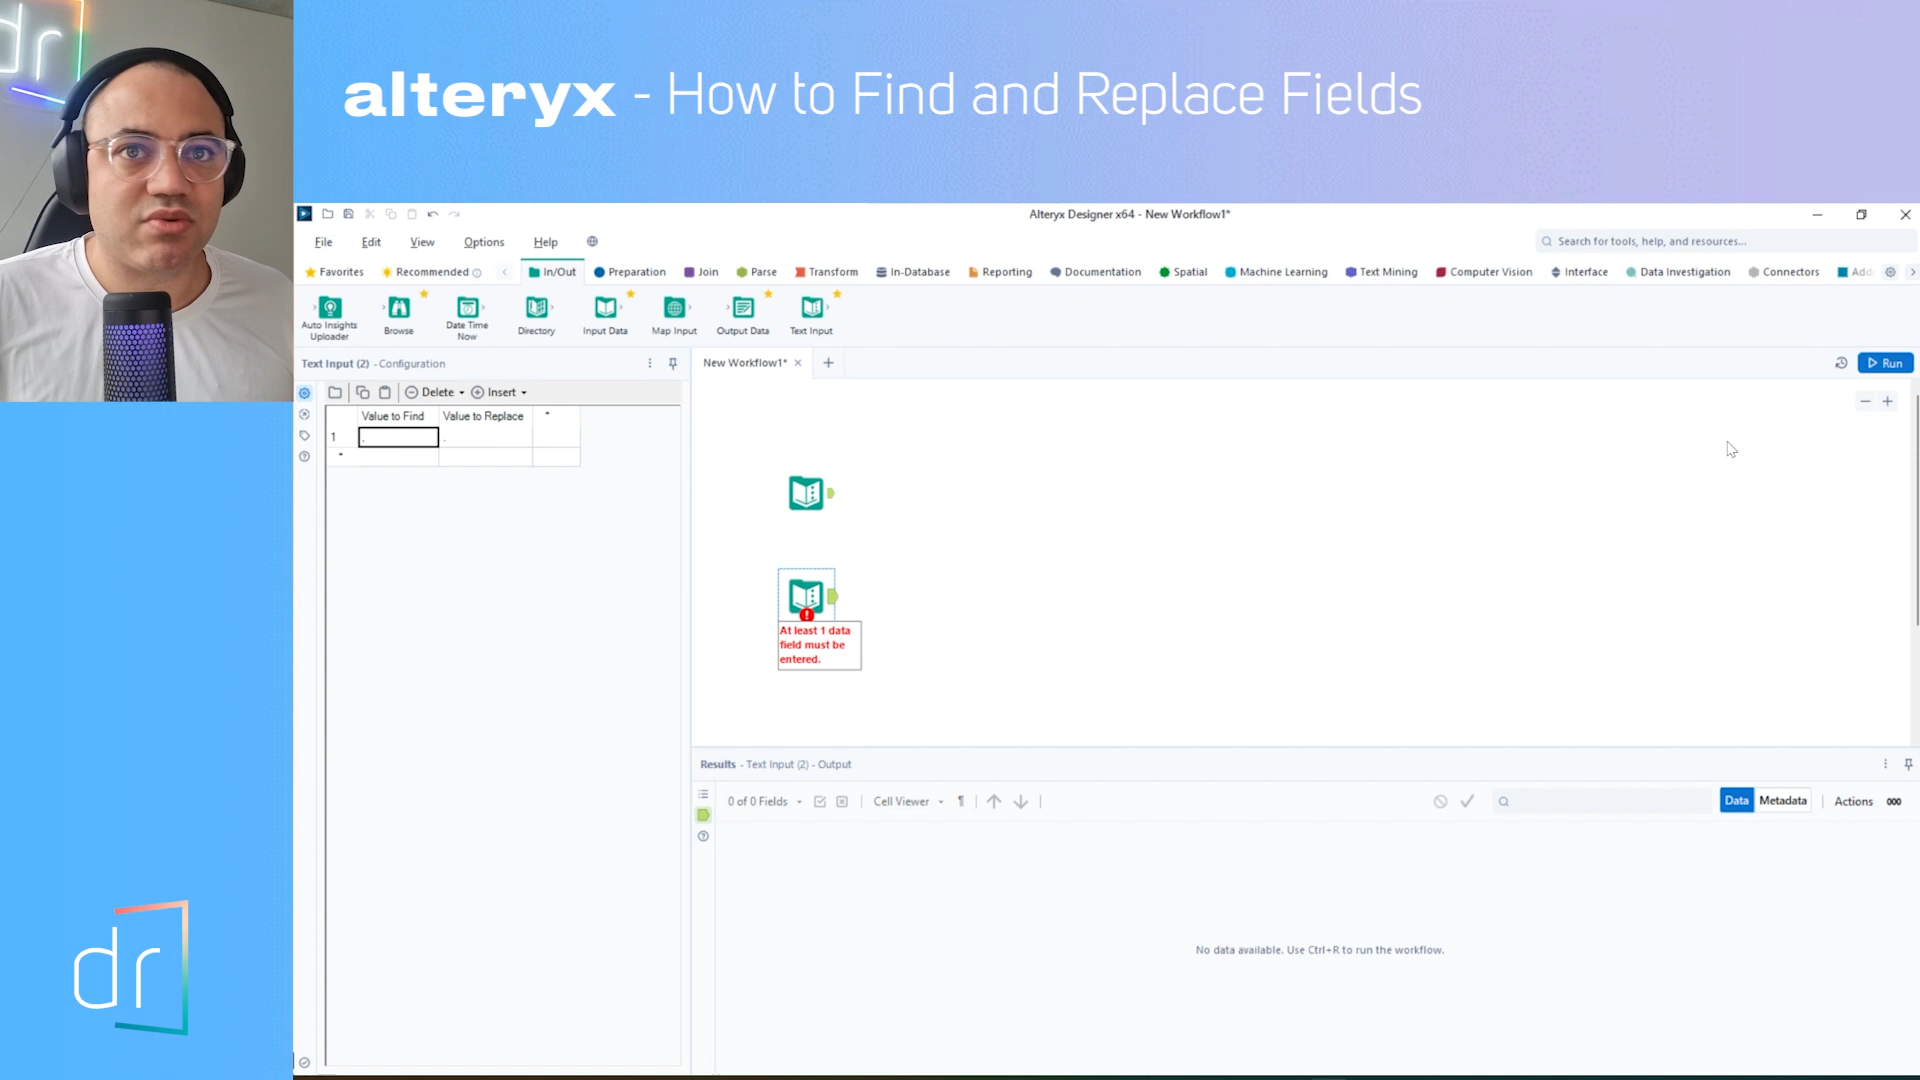 dr
alteryx - How to Find and Replace Fields
Alteryx Designer x64 - New Workflow1*
File Edit View Options Help
Search for tools, help, and resources...
Favorites Recommended In/Out Preparation Join Parse Transform In-Database Reporting Documentation Spatial Machine Learning Text Mining Computer Vision Interface Data Investigation Connectors Add
Auto Insights Uploader
Browse
Date Time Now
Directory
Input Data
Map Input
Output Data
Text Input
Text Input (2) - Configuration
New Workflow1*
Run
Delete Insert
Value to Find Value to Replace *
1 . .
*
At least 1 data
field must be
entered.
Results - Text Input (2) - Output
0 of 0 Fields Cell Viewer ¶ Data Metadata Actions 000
No data available. Use Ctrl+R to run the workflow.
dr